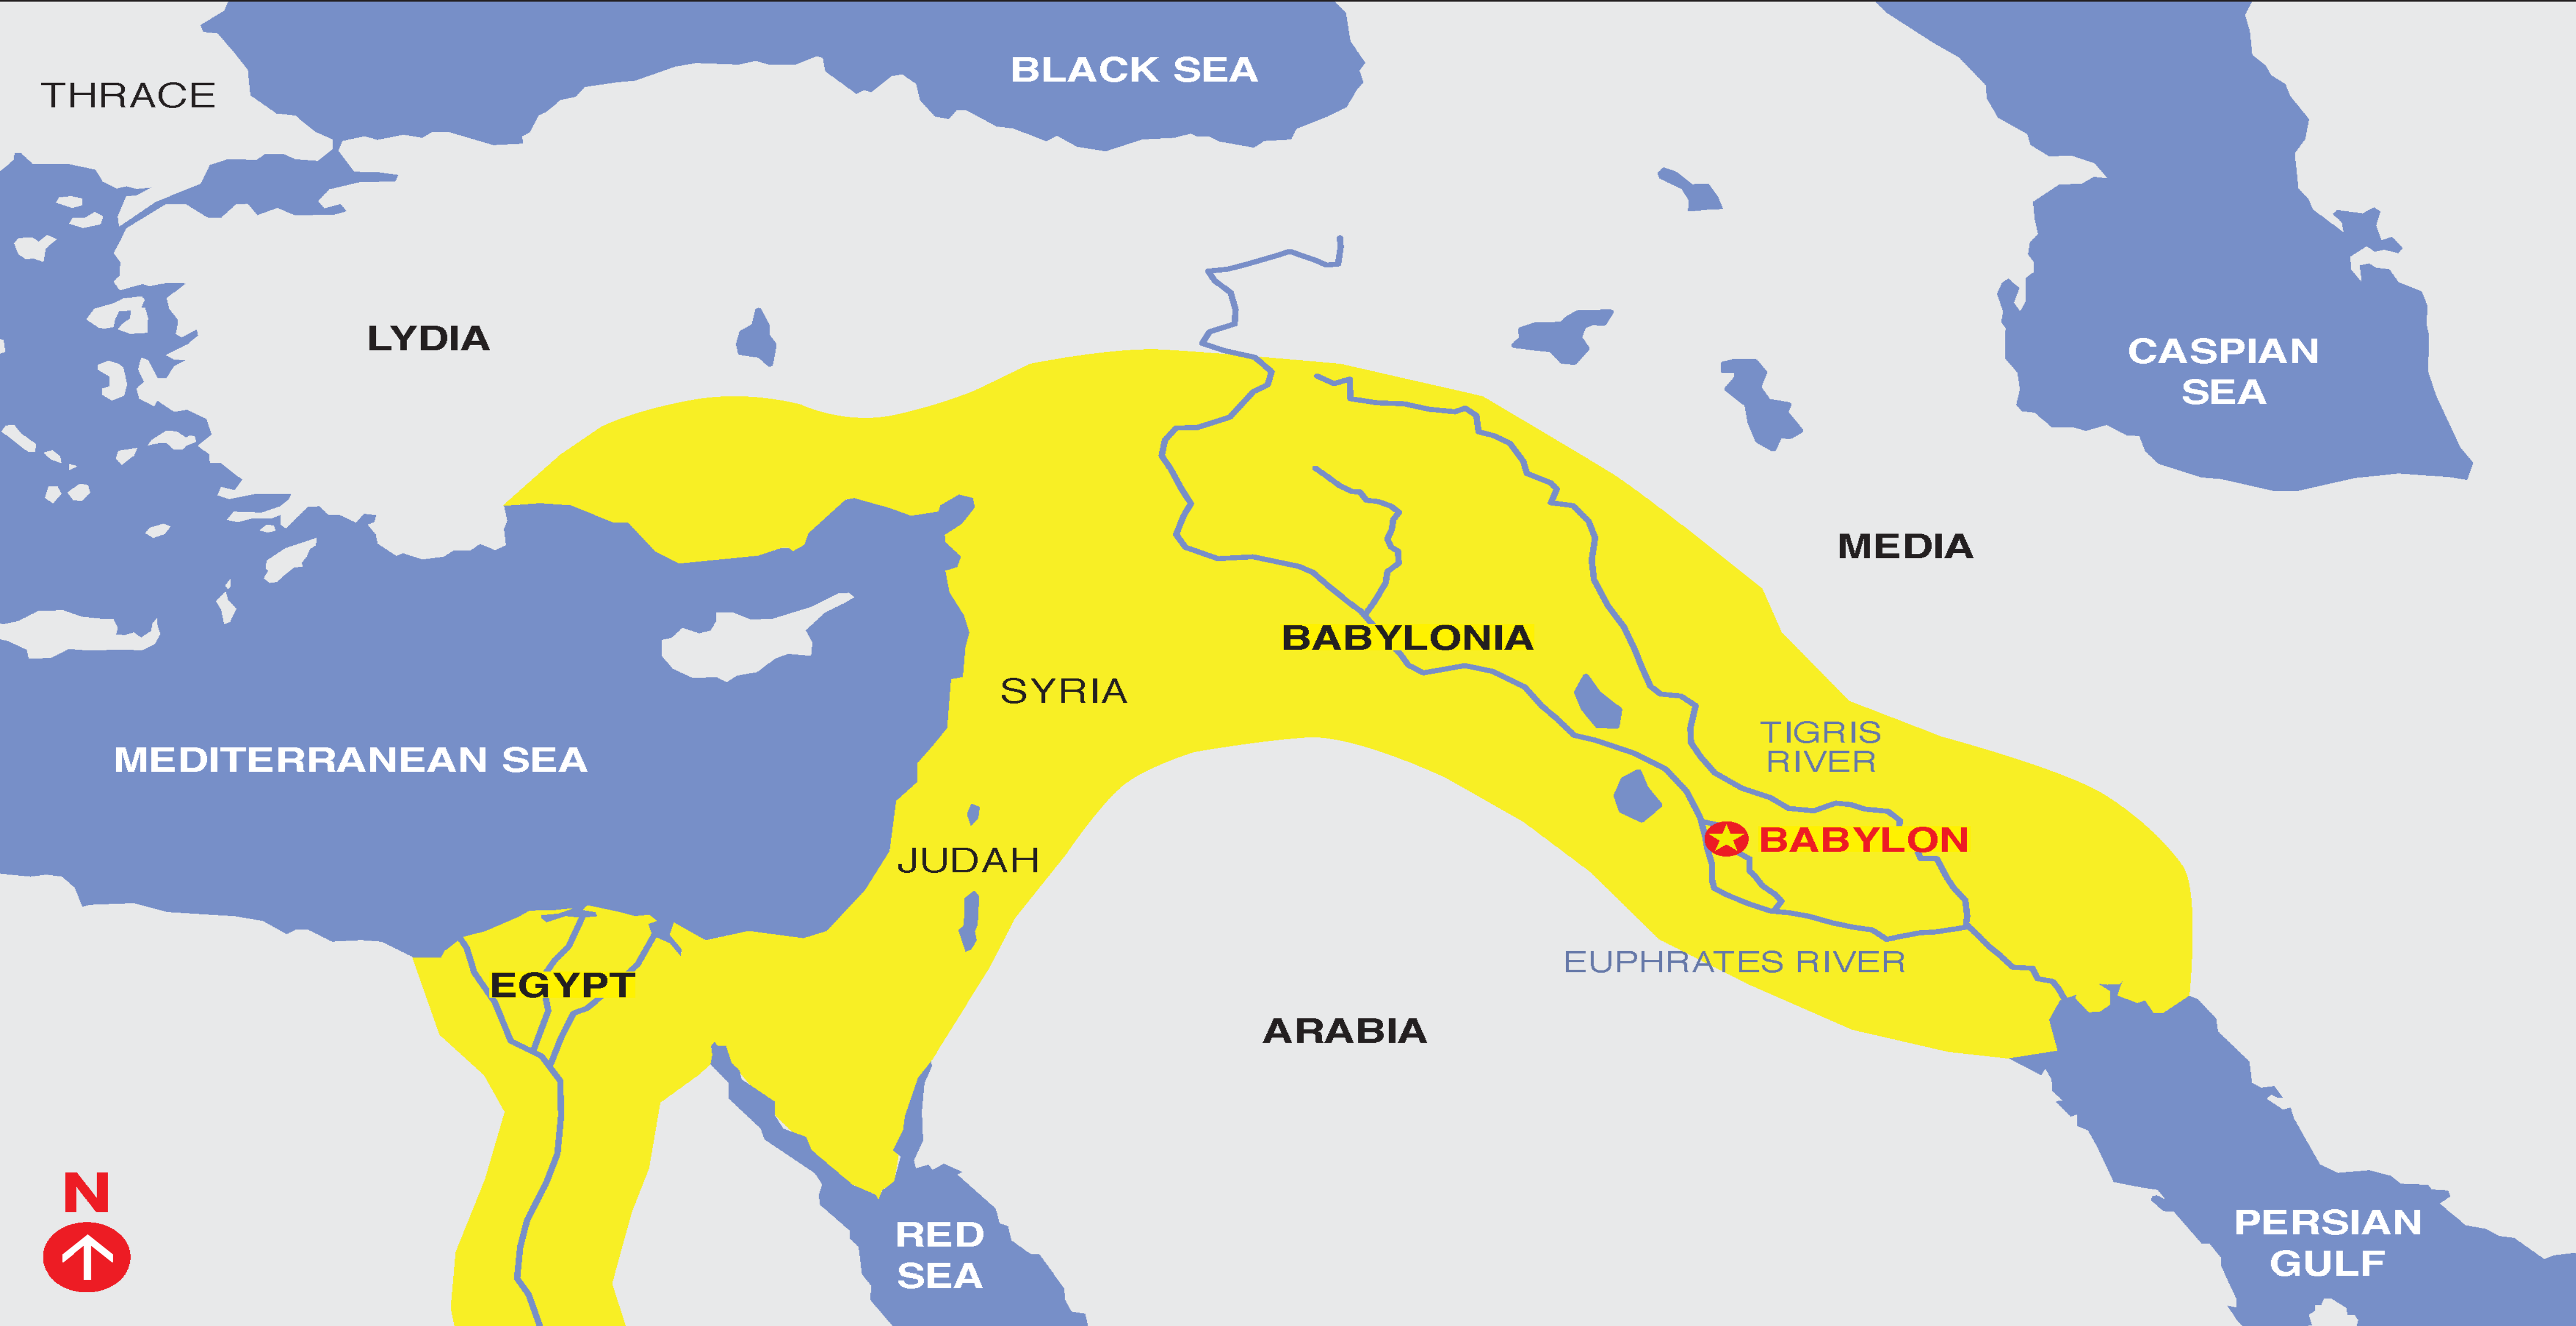 BLACK SEA
THRACE
LYDIA
CASPIAN
SEA
MEDIA
BABYLONIA
SYRIA
TIGRIS
RIVER
MEDITERRANEAN SEA
BABYLON
JUDAH
EUPHRATES RIVER
EGYPT
ARABIA
N
RED
SEA
PERSIAN
GULF